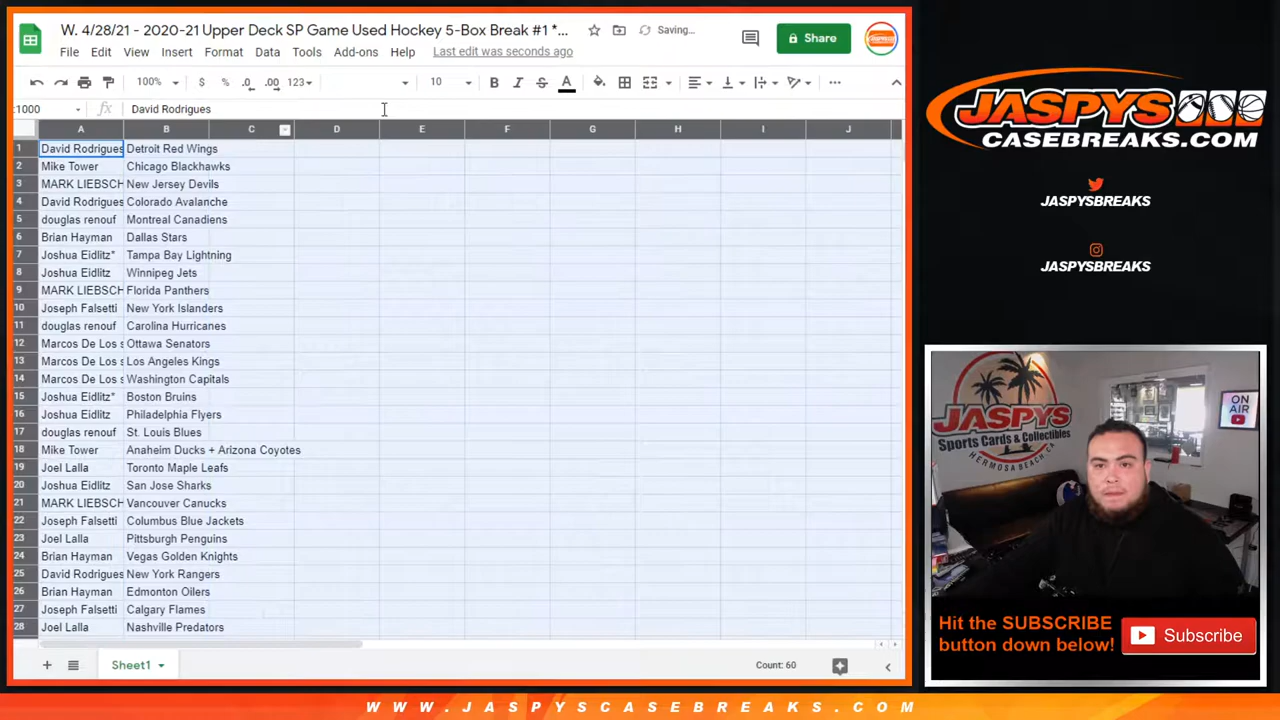 W. 4/28/21 - 2020-21 Upper Deck SP Game Used Hockey 5-Box Break #1 *...
Saving...
File Edit View Insert Format Data Tools Add-ons Help Last edit was seconds ago
Share
100% $ % .0 .00 123 10 B I S A
:1000 fx David Rodrigues
A B C D E F G H I J
1 David Rodrigues Detroit Red Wings
2 Mike Tower Chicago Blackhawks
3 MARK LIEBSCH New Jersey Devils
4 David Rodrigues Colorado Avalanche
5 douglas renouf Montreal Canadiens
6 Brian Hayman Dallas Stars
7 Joshua Eidlitz* Tampa Bay Lightning
8 Joshua Eidlitz Winnipeg Jets
9 MARK LIEBSCH Florida Panthers
10 Joseph Falsetti New York Islanders
11 douglas renouf Carolina Hurricanes
12 Marcos De Los s Ottawa Senators
13 Marcos De Los s Los Angeles Kings
14 Marcos De Los s Washington Capitals
15 Joshua Eidlitz* Boston Bruins
16 Joshua Eidlitz Philadelphia Flyers
17 douglas renouf St. Louis Blues
18 Mike Tower Anaheim Ducks + Arizona Coyotes
19 Joel Lalla Toronto Maple Leafs
20 Joshua Eidlitz San Jose Sharks
21 MARK LIEBSCH Vancouver Canucks
22 Joseph Falsetti Columbus Blue Jackets
23 Joel Lalla Pittsburgh Penguins
24 Brian Hayman Vegas Golden Knights
25 David Rodrigues New York Rangers
26 Brian Hayman Edmonton Oilers
27 Joseph Falsetti Calgary Flames
28 Joel Lalla Nashville Predators
Sheet1
Count: 60
JASPYS
CASEBREAKS.COM
JASPYSBREAKS
JASPYSBREAKS
JASPYS
Sports Cards & Collectibles
HERMOSA BEACH, CA
ON AIR
Hit the SUBSCRIBE
button down below!
Subscribe
WWW.JASPYSCASEBREAKS.COM